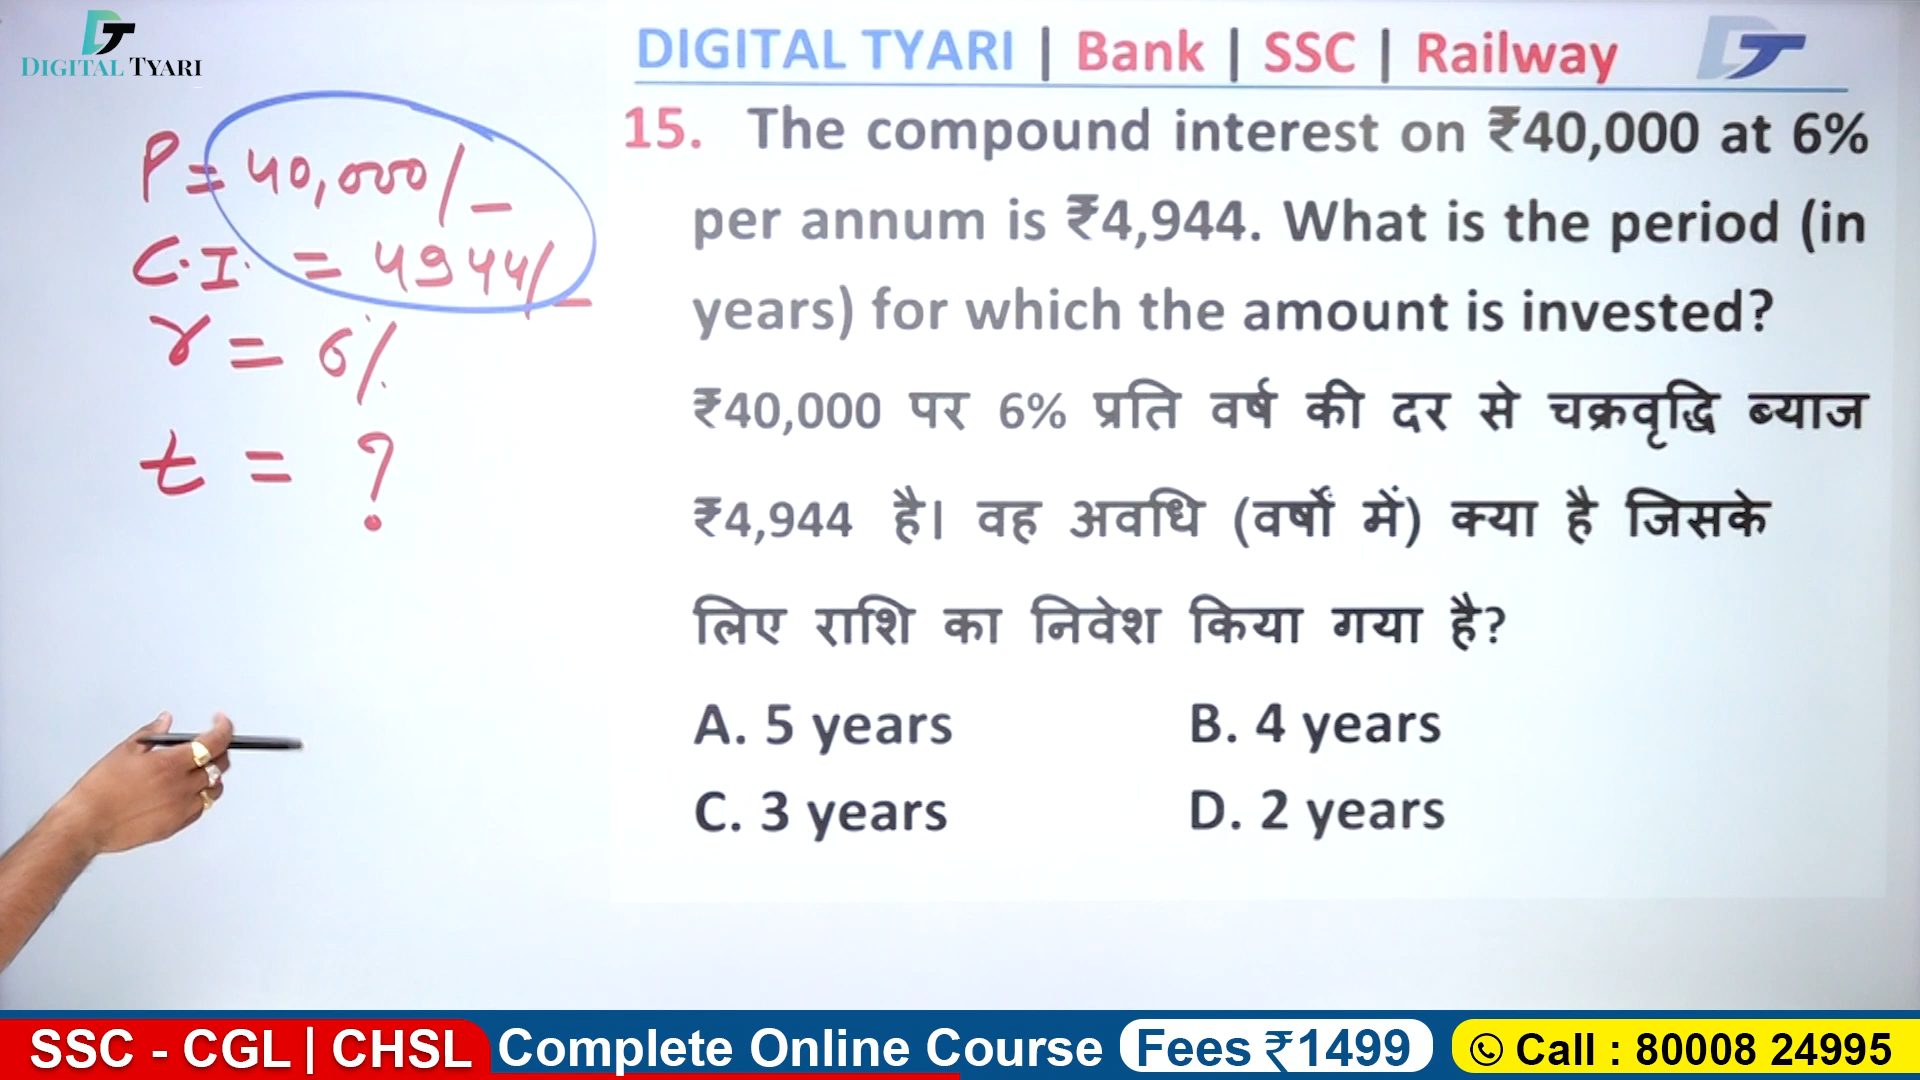 DT
DIGITAL TYARI
DIGITAL TYARI | Bank | SSC | Railway
DT
P = 40,000/-
C.I. = 4944/-
r = 6%
t = ?
15. The compound interest on ₹40,000 at 6%
per annum is ₹4,944. What is the period (in
years) for which the amount is invested?
₹40,000 पर 6% प्रति वर्ष की दर से चक्रवृद्धि ब्याज
₹4,944 है। वह अवधि (वर्षों में) क्या है जिसके
लिए राशि का निवेश किया गया है?
A. 5 years B. 4 years
C. 3 years D. 2 years
SSC - CGL | CHSL Complete Online Course Fees ₹1499 Call : 80008 24995